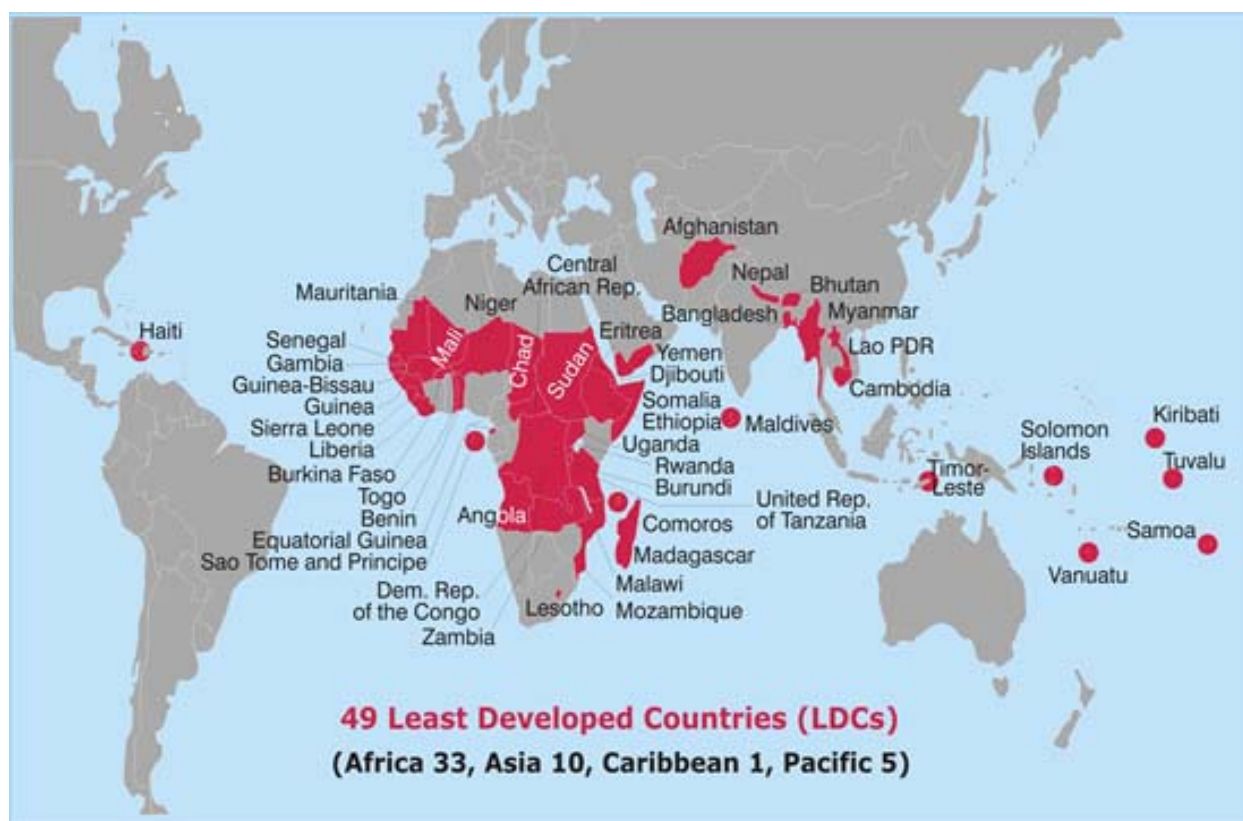 Afghanistan
Central
African Rep.
Nepal
Bhutan
Mauritania
Niger
Bangladesh
Myanmar
Haiti
Senegal
Mali
Chad
Sudan
Eritrea
Yemen
Lao PDR
Gambia
Djibouti
Guinea-Bissau
Cambodia
Guinea
Somalia
Sierra Leone
Ethiopia
Maldives
Kiribati
Liberia
Uganda
Solomon
Islands
Burkina Faso
Rwanda
Timor-
Leste
Tuvalu
Togo
Burundi
Benin
Angola
United Rep.
of Tanzania
Equatorial Guinea
Comoros
Samoa
Sao Tome and Principe
Madagascar
Vanuatu
Dem. Rep.
of the Congo
Lesotho
Malawi
Mozambique
Zambia
49 Least Developed Countries (LDCs)
(Africa 33, Asia 10, Caribbean 1, Pacific 5)